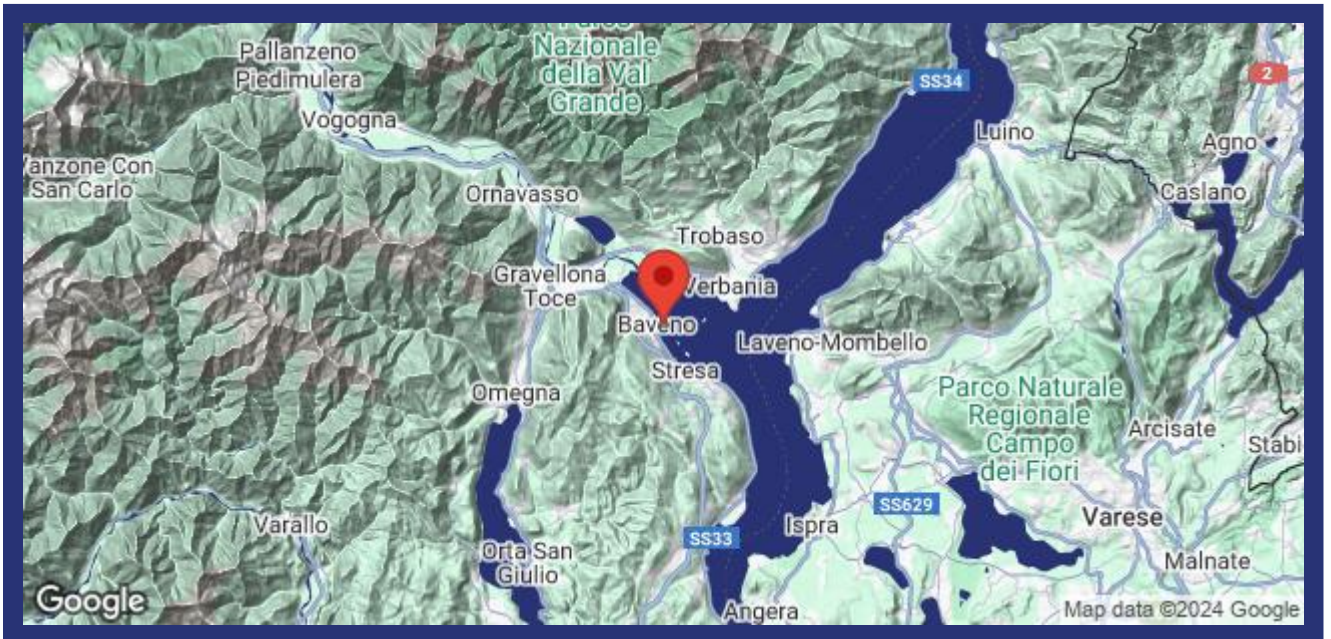 Parco
Nazionale
della Val
Grande
Pallanzeno
Piedimulera
Vogogna
SS34
2
Luino
Agno
anzone Con
San Carlo
Ornavasso
Caslano
Trobaso
Gravellona
Toce
Verbania
Baveno
Laveno-Mombello
Stresa
Omegna
Parco Naturale
Regionale
Campo
dei Fiori
Arcisate
Stabi
SS629
Varallo
Ispra
Varese
SS33
Orta San
Giulio
Malnate
Google
Angera
Map data ©2024 Google